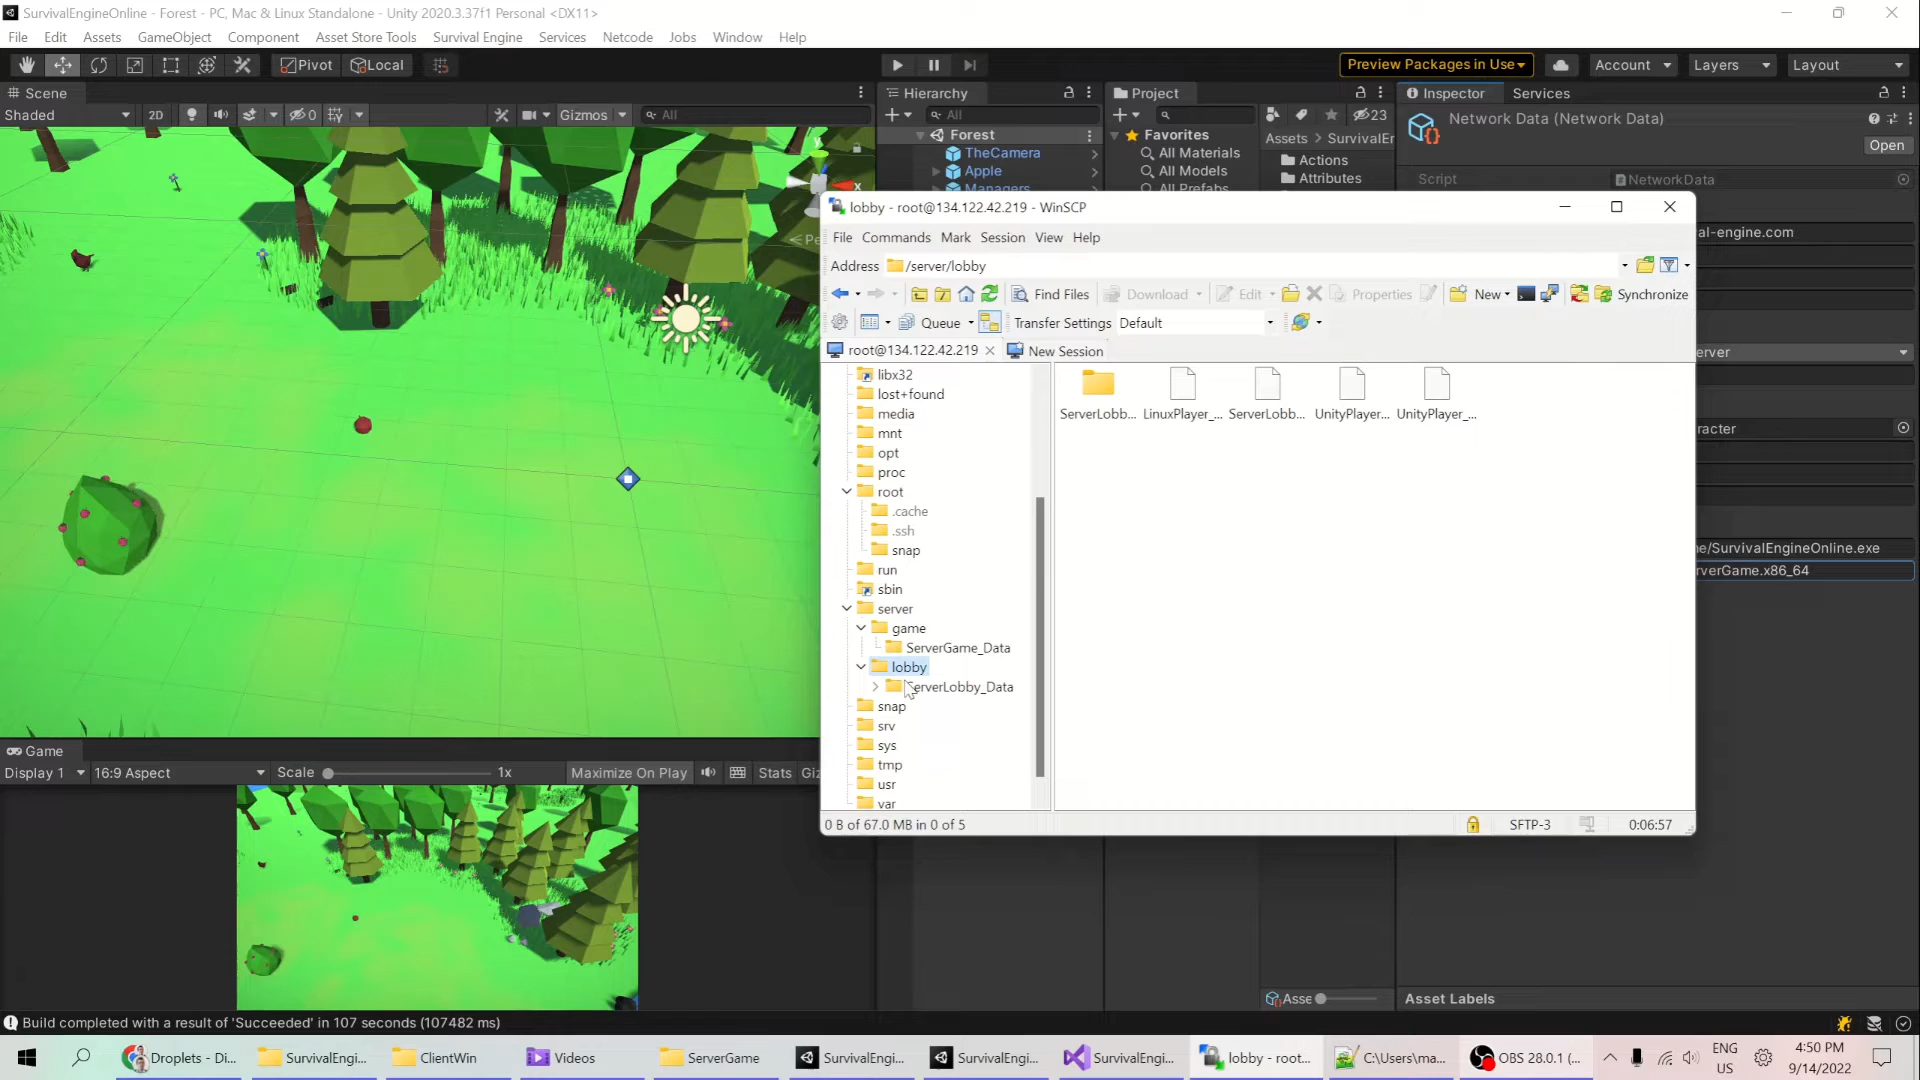 SurvivalEngineOnline - Forest - PC, Mac & Linux Standalone - Unity 2020.3.37f1 Personal <DX11>
File Edit Assets GameObject Component Asset Store Tools Survival Engine Services Netcode Jobs Window Help
Pivot Local Preview Packages in Use Account Layers Layout
Scene Hierarchy Project Inspector Services
Shaded 2D 0 Gizmos All All 23 Network Data (Network Data)
Forest Favorites Assets > SurvivalEr Open
TheCamera All Materials Actions
Apple All Models Attributes Script NetworkData
Managers All Prefabs
y
x
lobby - root@134.122.42.219 - WinSCP
File Commands Mark Session View Help
al-engine.com
Address /server/lobby
Find Files Download Edit Properties New Synchronize
Queue Transfer Settings Default
root@134.122.42.219 New Session
erver
libx32
lost+found
media
mnt
opt
proc
root
.cache
.ssh
snap
run
sbin
server
game
ServerGame_Data
lobby
ServerLobby_Data
snap
srv
sys
tmp
usr
var
ServerLobb... LinuxPlayer_... ServerLobb... UnityPlayer... UnityPlayer_...
racter
e/SurvivalEngineOnline.exe
rverGame.x86_64
0 B of 67.0 MB in 0 of 5 SFTP-3 0:06:57
Game
Display 1 16:9 Aspect Scale 1x Maximize On Play Stats Giz
Asse Asset Labels
Build completed with a result of 'Succeeded' in 107 seconds (107482 ms)
Droplets - Di... SurvivalEngi... ClientWin Videos ServerGame SurvivalEngi... SurvivalEngi... SurvivalEngi... lobby - root... C:\Users\ma... OBS 28.0.1 (... ENG US 4:50 PM 9/14/2022